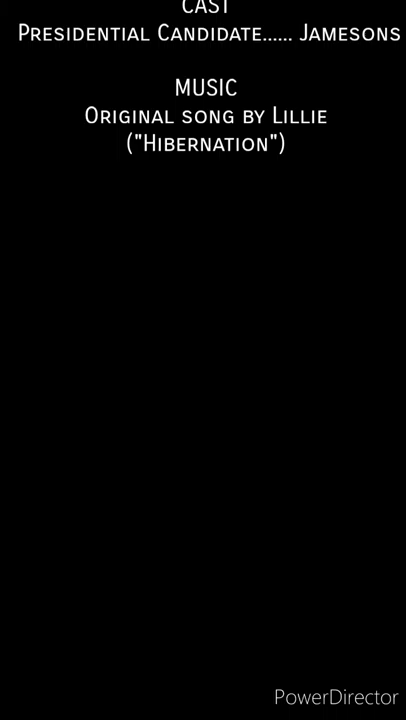 CAST
Presidential Candidate...... Jamesons
MUSIC
Original song by Lillie
("Hibernation")
PowerDirector